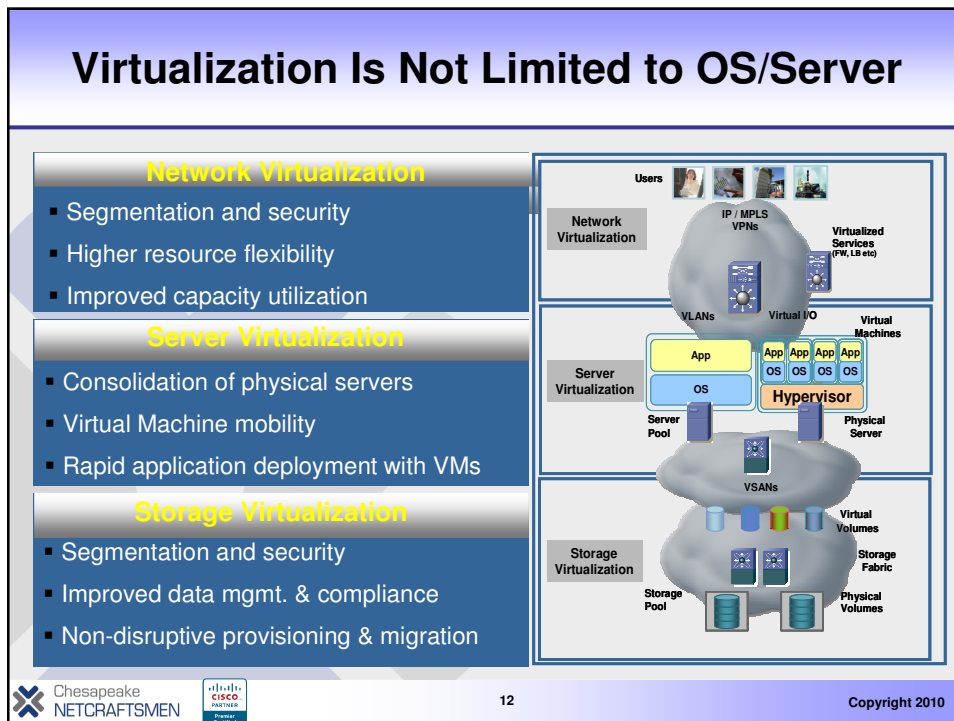 Virtualization Is Not Limited to OS/Server
Network Virtualization
▪ Segmentation and security
▪ Higher resource flexibility
▪ Improved capacity utilization
Server Virtualization
▪ Consolidation of physical servers
▪ Virtual Machine mobility
▪ Rapid application deployment with VMs
Storage Virtualization
▪ Segmentation and security
▪ Improved data mgmt. & compliance
▪ Non-disruptive provisioning & migration
Users
Network
Virtualization
IP / MPLS
VPNs
Virtualized
Services
(FW, LB etc)
VLANs
Virtual I/O
Virtual
Machines
Server
Virtualization
App
OS
App App App App
OS OS OS OS
Hypervisor
Server
Pool
Physical
Server
VSANs
Virtual
Volumes
Storage
Virtualization
Storage
Fabric
Storage
Pool
Physical
Volumes
Chesapeake
NETCRAFTSMEN
CISCO
PARTNER
Premier
12
Copyright 2010